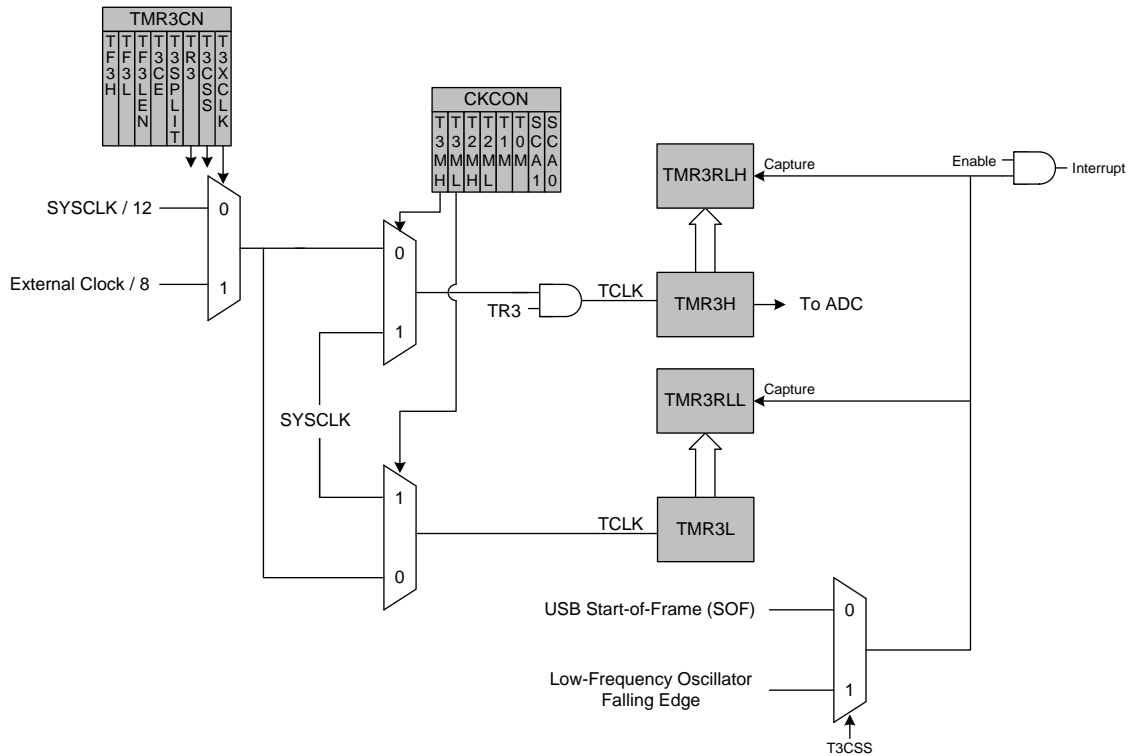 TMR3CN
TF3H
TF3L
TF3LEN
T3CE
T3SPLIT
TR3
T3CSS
T3XCLK
CKCON
T3MH
T3ML
T2MH
T2ML
T1M
T0M
SCA1
SCA0
SYSCLK / 12
0
External Clock / 8
1
0
1
SYSCLK
TR3
TCLK
TMR3RLH
Capture
Enable
Interrupt
TMR3H
To ADC
TMR3RLL
Capture
1
0
TCLK
TMR3L
USB Start-of-Frame (SOF)
0
Low-Frequency Oscillator
Falling Edge
1
T3CSS